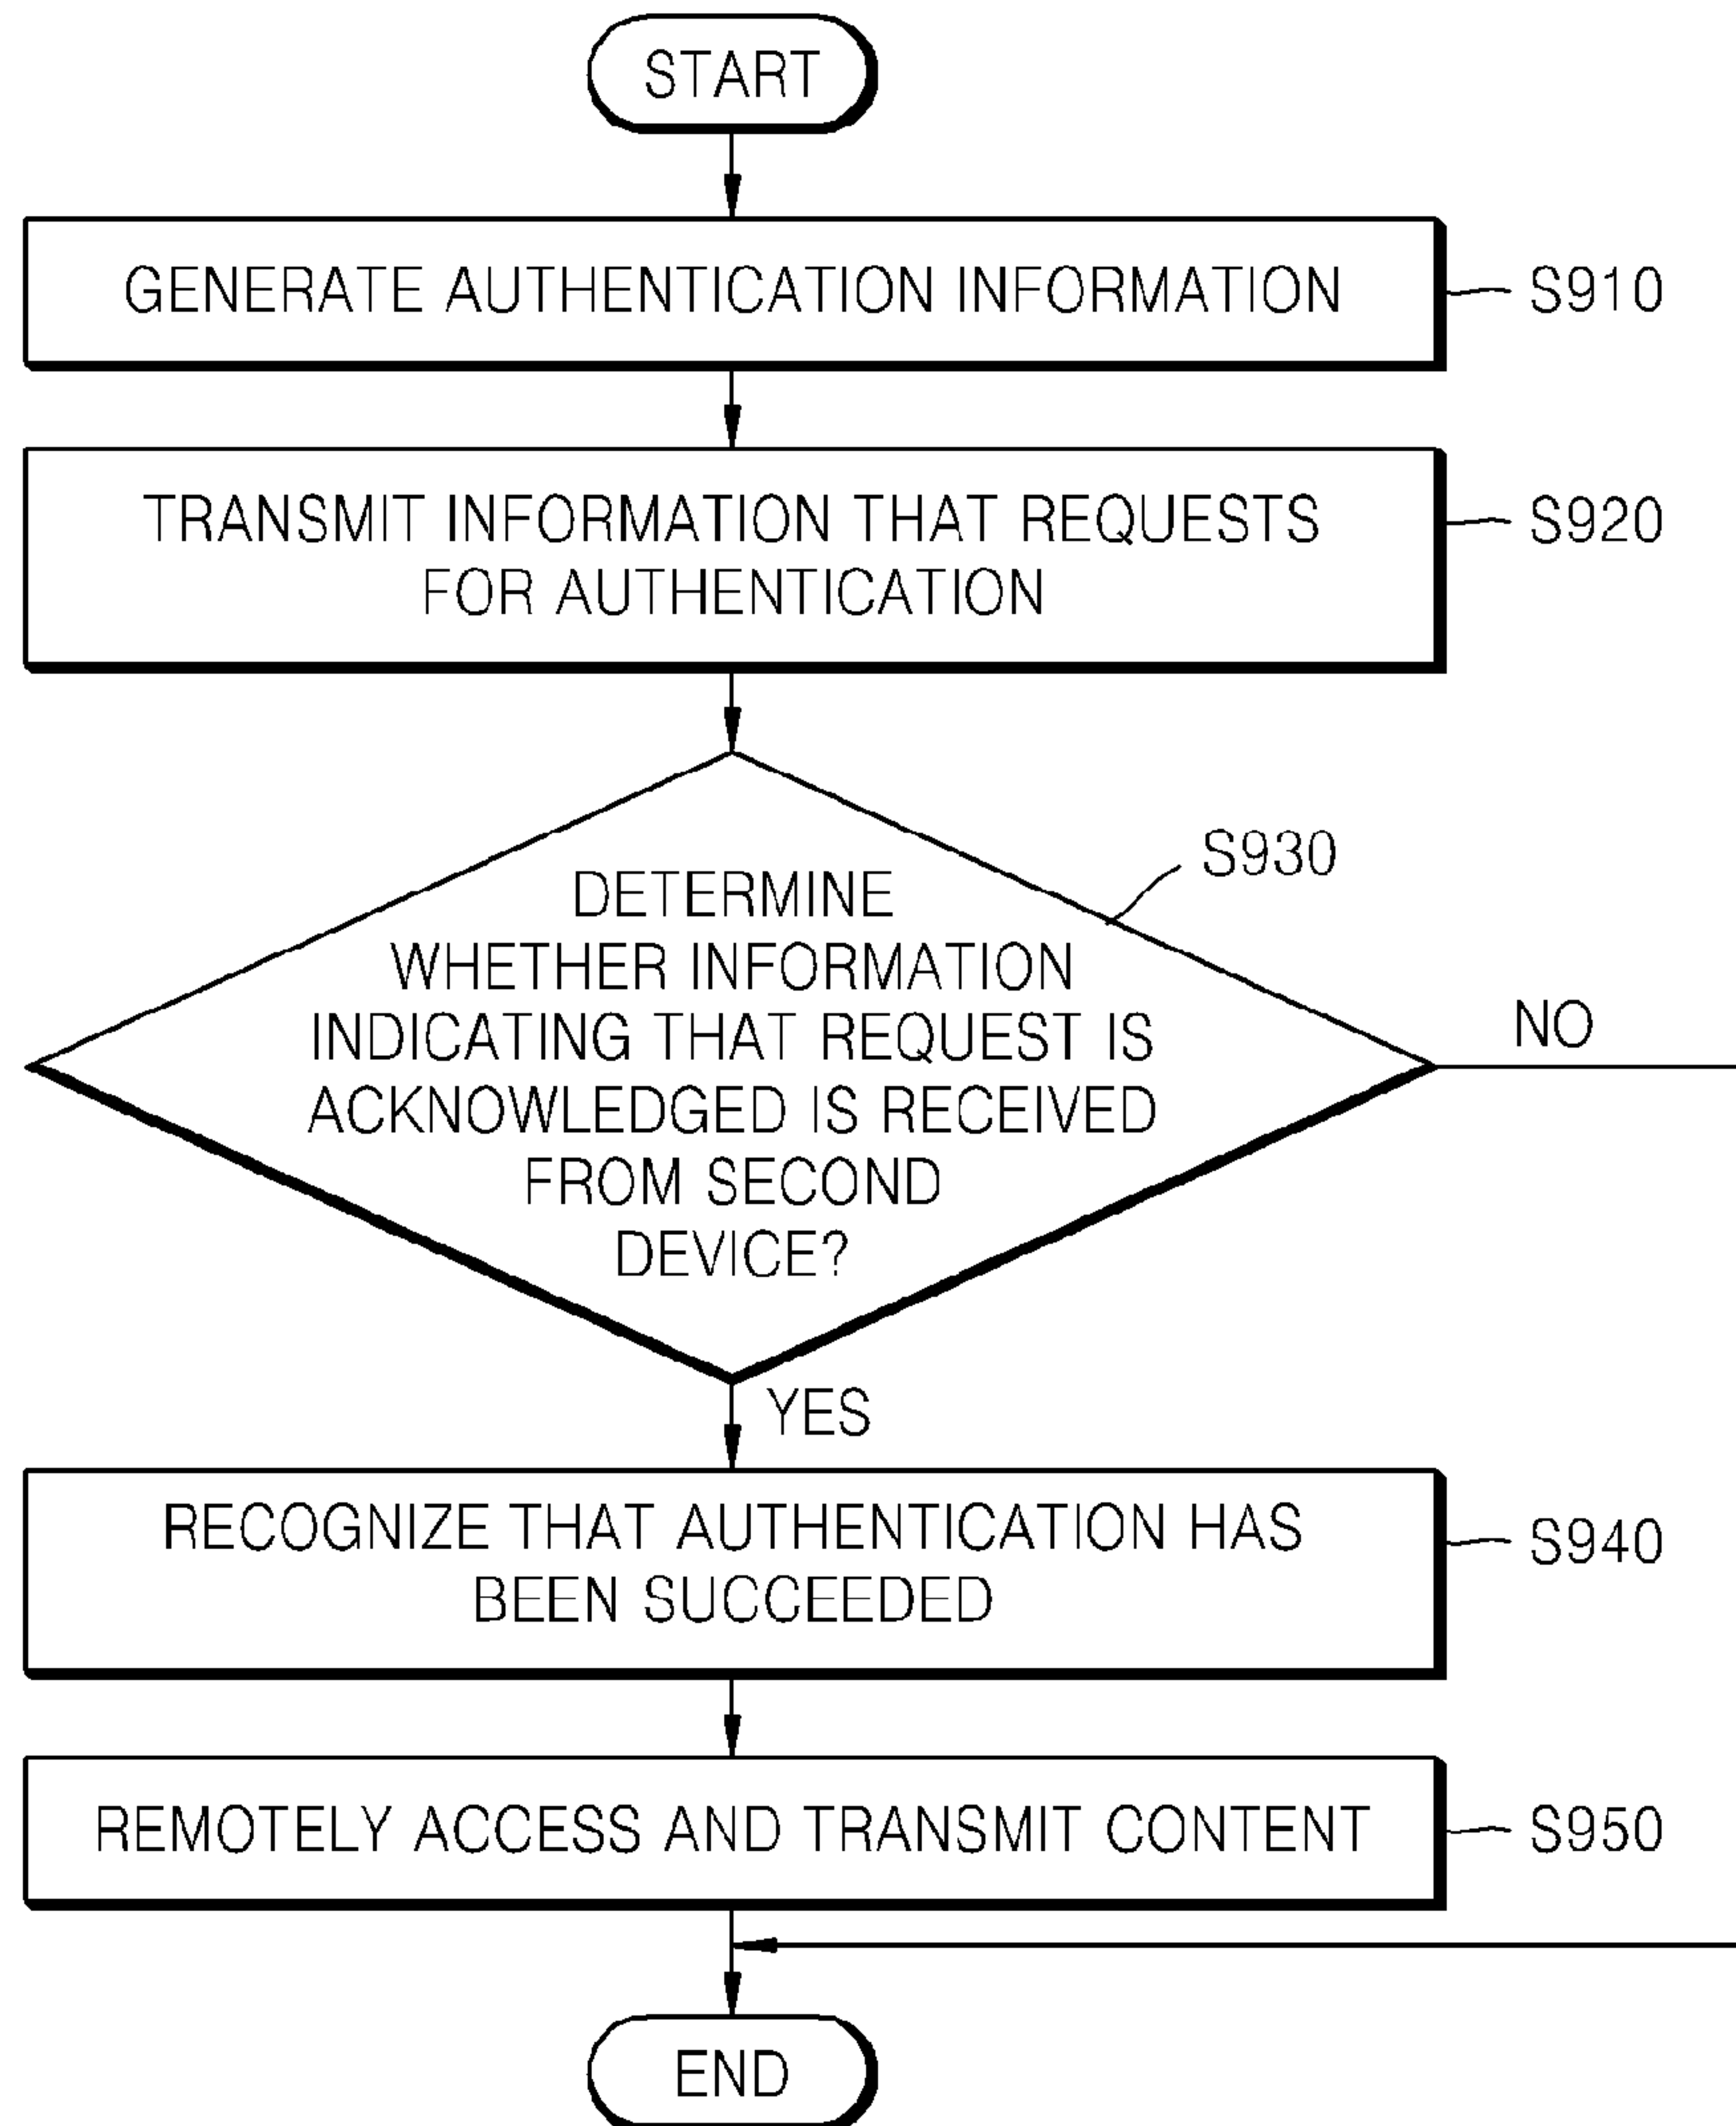 START
GENERATE AUTHENTICATION INFORMATION
S910
TRANSMIT INFORMATION THAT REQUESTS
FOR AUTHENTICATION
S920
DETERMINE
WHETHER INFORMATION
INDICATING THAT REQUEST IS
ACKNOWLEDGED IS RECEIVED
FROM SECOND
DEVICE?
S930
NO
YES
RECOGNIZE THAT AUTHENTICATION HAS
BEEN SUCCEEDED
S940
REMOTELY ACCESS AND TRANSMIT CONTENT
S950
END